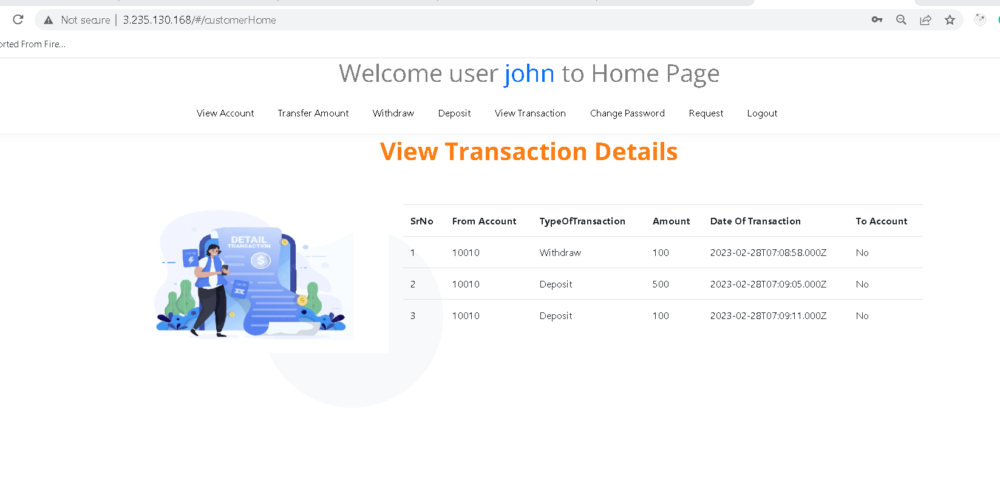 Not secure | 3.235.130.168/#/customerHome
orted From Fire...
Welcome user john to Home Page
View Account Transfer Amount Withdraw Deposit View Transaction Change Password Request Logout
View Transaction Details
DETAIL
TRANSACTION
SrNo From Account TypeOfTransaction Amount Date Of Transaction To Account
1 10010 Withdraw 100 2023-02-28T07:08:58.000Z No
2 10010 Deposit 500 2023-02-28T07:09:05.000Z No
3 10010 Deposit 100 2023-02-28T07:09:11.000Z No